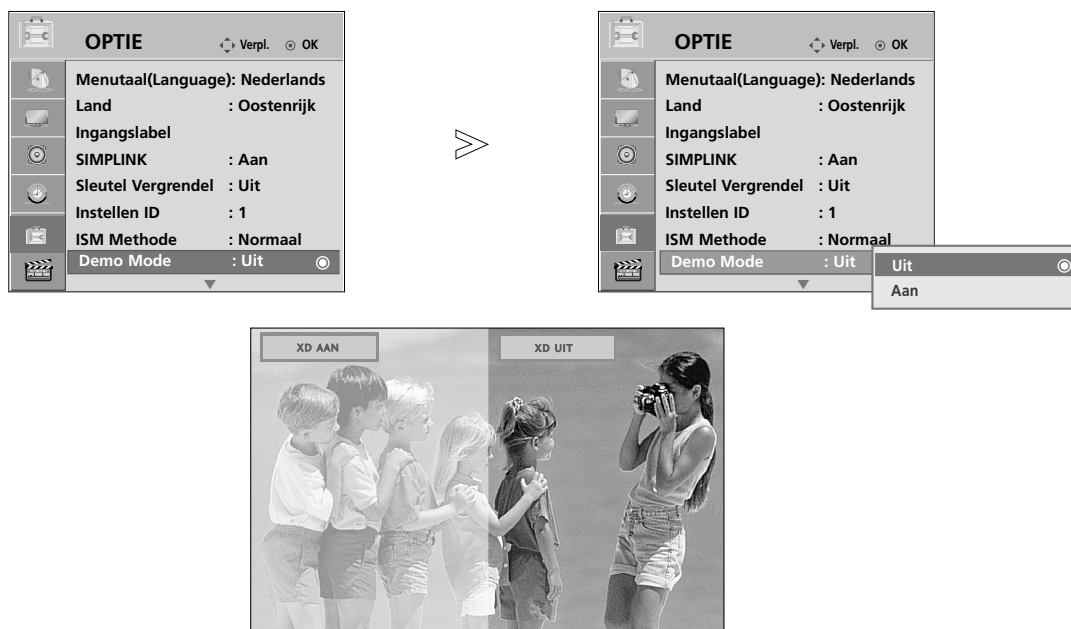 OPTIE Verpl. OK
Menutaal(Language): Nederlands
Land : Oostenrijk
Ingangslabel
SIMPLINK : Aan
Sleutel Vergrendel : Uit
Instellen ID : 1
ISM Methode : Normaal
Demo Mode : Uit
OPTIE Verpl. OK
Menutaal(Language): Nederlands
Land : Oostenrijk
Ingangslabel
SIMPLINK : Aan
Sleutel Vergrendel : Uit
Instellen ID : 1
ISM Methode : Normaal
Demo Mode : Uit
Uit
Aan
XD AAN
XD UIT